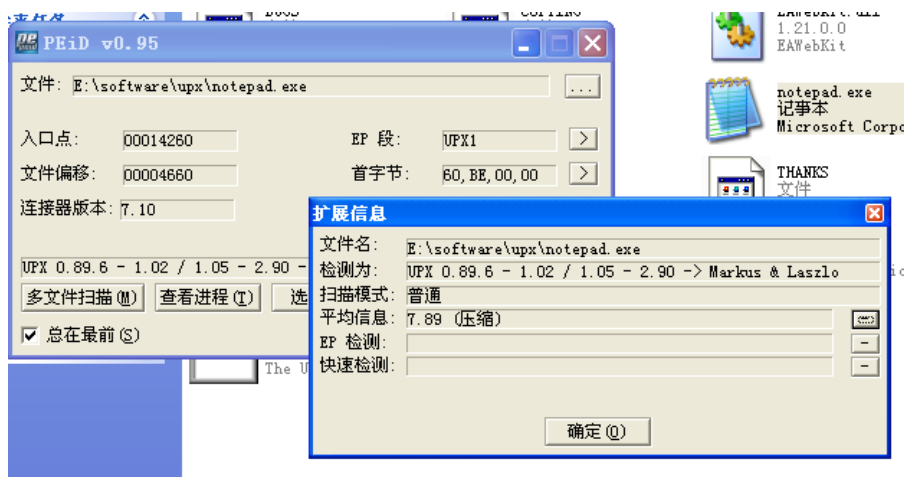 PEiD v0.95
文件: E:\software\upx\notepad.exe ...
入口点: 00014260 EP 段: UPX1 >
文件偏移: 00004660 首字节: 60,BE,00,00 >
连接器版本: 7.10
UPX 0.89.6 - 1.02 / 1.05 - 2.90 -
多文件扫描(M) 查看进程(T) 选
总在最前(S)
The U
扩展信息
文件名: E:\software\upx\notepad.exe
检测为: UPX 0.89.6 - 1.02 / 1.05 - 2.90 -> Markus & Laszlo
扫描模式: 普通
平均信息: 7.89 (压缩)
EP 检测: -
快速检测: -
确定(O)
1.21.0.0
EAWebKit
notepad.exe
记事本
Microsoft Corpo
THANKS
文件